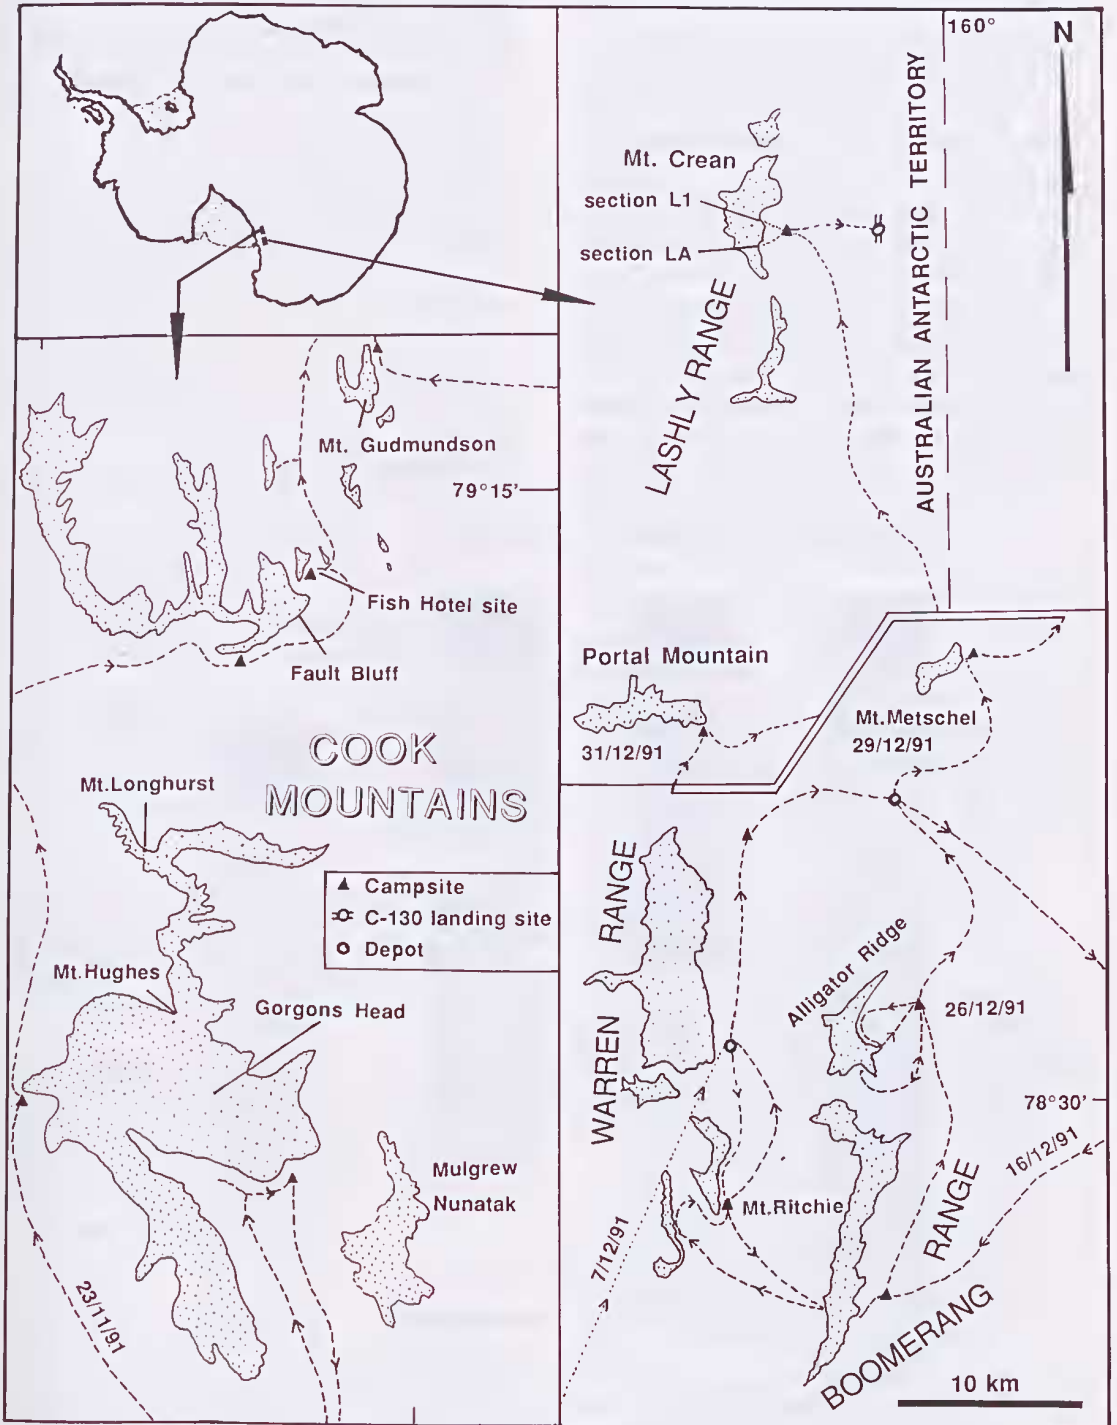 160°
N
AUSTRALIAN ANTARCTIC TERRITORY
Mt. Crean
section L1
section LA
LASHLY RANGE
Mt. Gudmundson
79°15'
Fish Hotel site
Fault Bluff
COOK
MOUNTAINS
Mt.Longhurst
Campsite
C-130 landing site
Depot
Mt.Hughes
Gorgons Head
Mulgrew
Nunatak
23/11/91
Portal Mountain
31/12/91
Mt.Metschel
29/12/91
WARREN RANGE
Alligator Ridge
26/12/91
78°30'
16/12/91
Mt.Ritchie
7/12/91
BOOMERANG RANGE
10 km